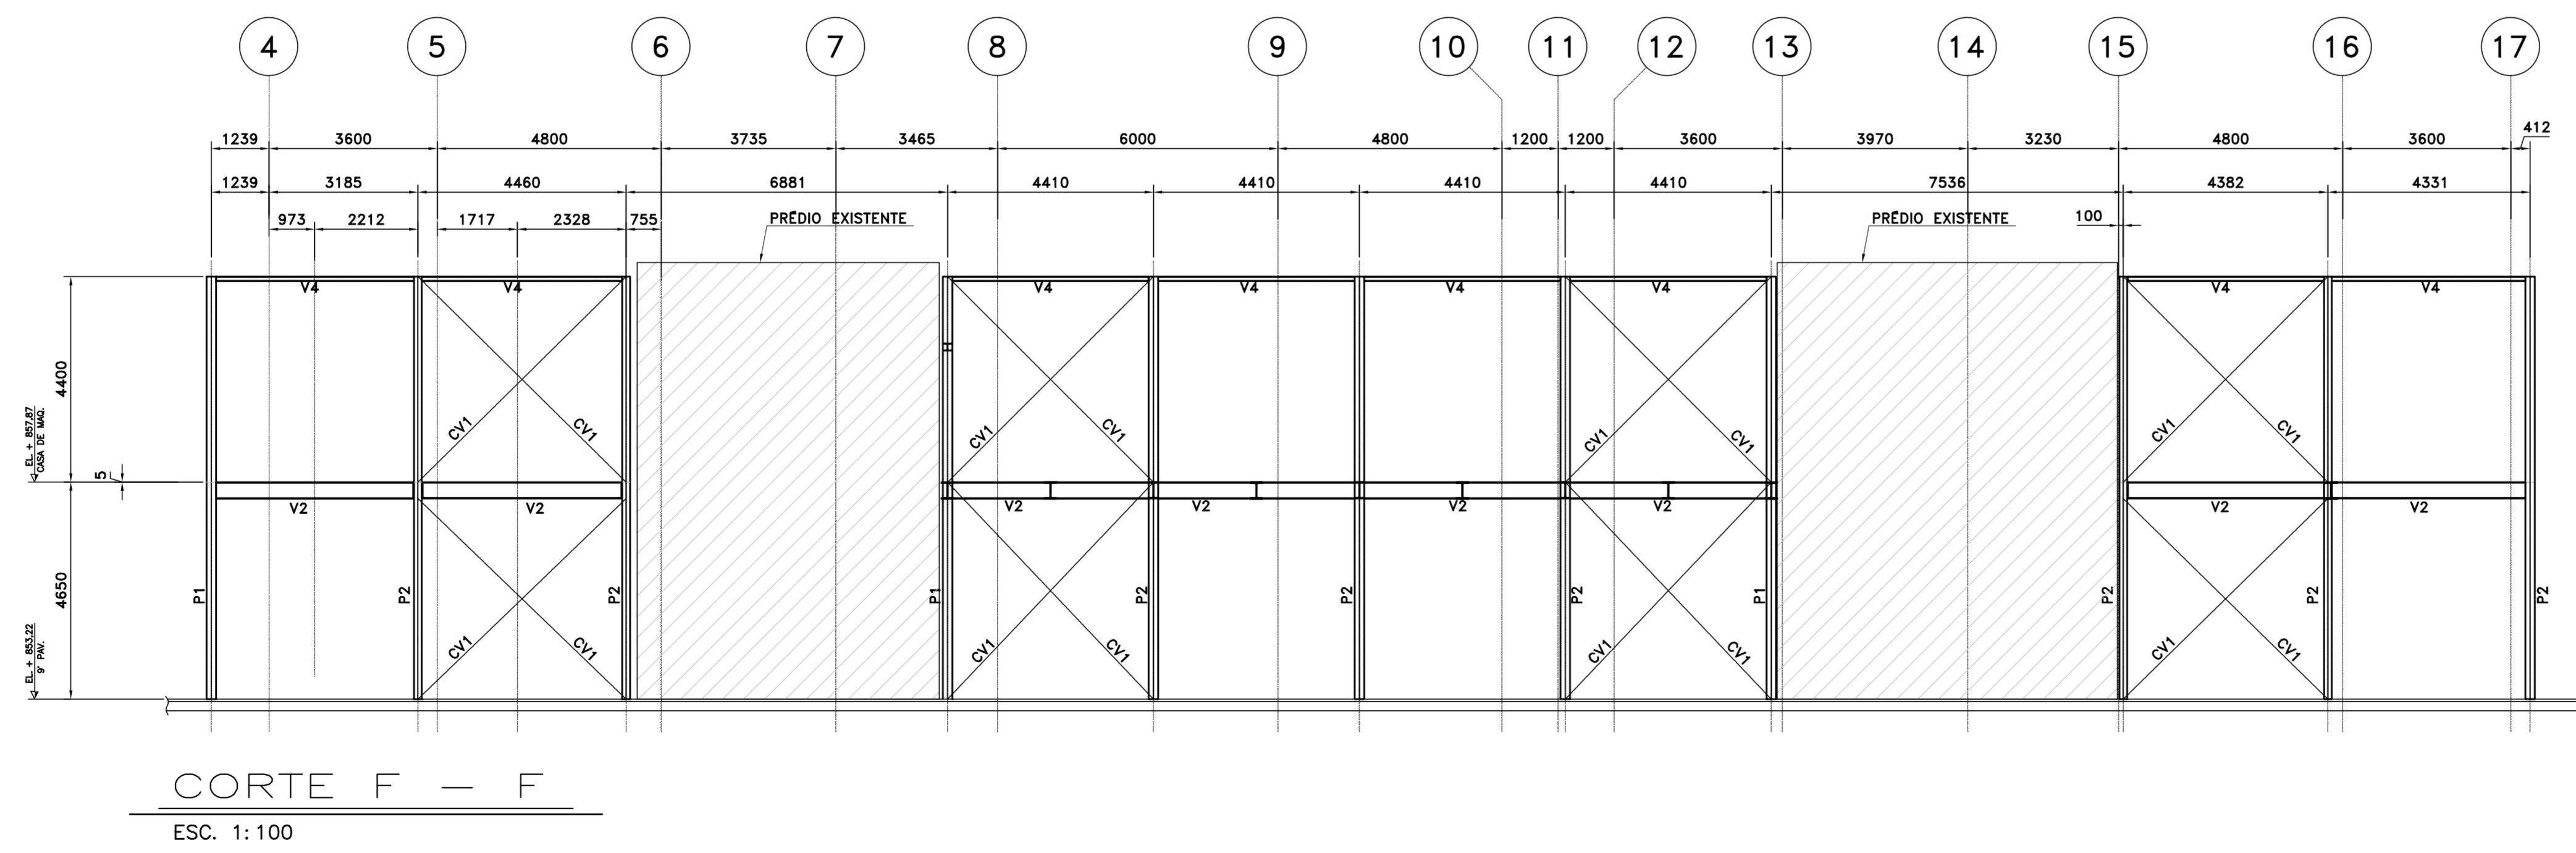 4 5 6 7 8 9 10 11 12 13 14 15 16 17
412
1239 3600 4800 3735 3465 6000 4800 1200 1200 3600 3970 3230 4800 3600
1239 3185 4460 6881 4410 4410 4410 4410 7536 4382 4331
973 2212 1717 2328 755 PRÉDIO EXISTENTE PRÉDIO EXISTENTE 100
V4 V4 V4 V4 V4 V4 V4 V4
4400
CV1 CV1 CV1 CV1 CV1 CV1 CV1 CV1
EL. + 857,87
CASA DE MAQ.
5
V2 V2 V2 V2 V2 V2 V2 V2
4650
P1 P2 P2 P1 P2 P2 P2 P1 P2 P2 P2
CV1 CV1 CV1 CV1 CV1 CV1 CV1 CV1
EL. + 853,22
9° PAV.
CORTE F - F
ESC. 1:100